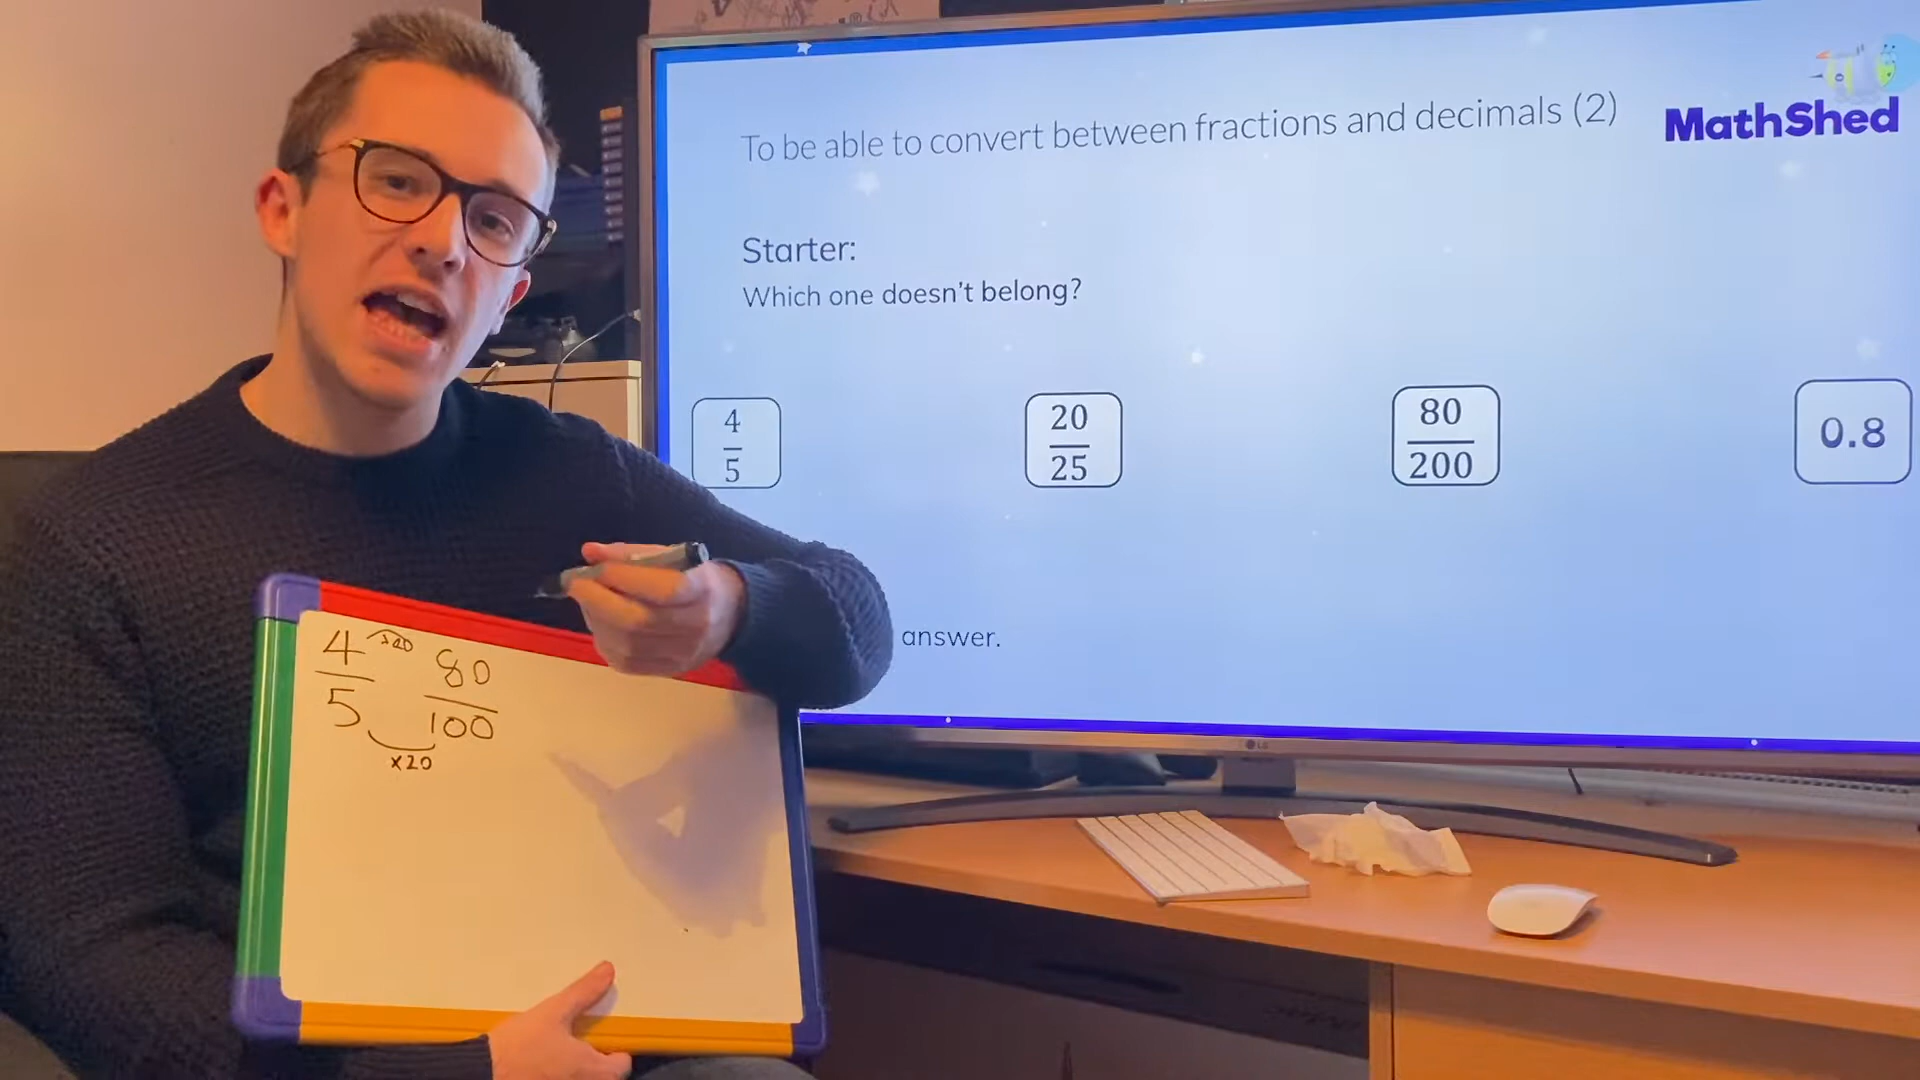 To be able to convert between fractions and decimals (2)
MathShed
Starter:
Which one doesn't belong?
4
5
20
25
80
200
0.8
answer.
4 x20 80
5 100
x20
LG